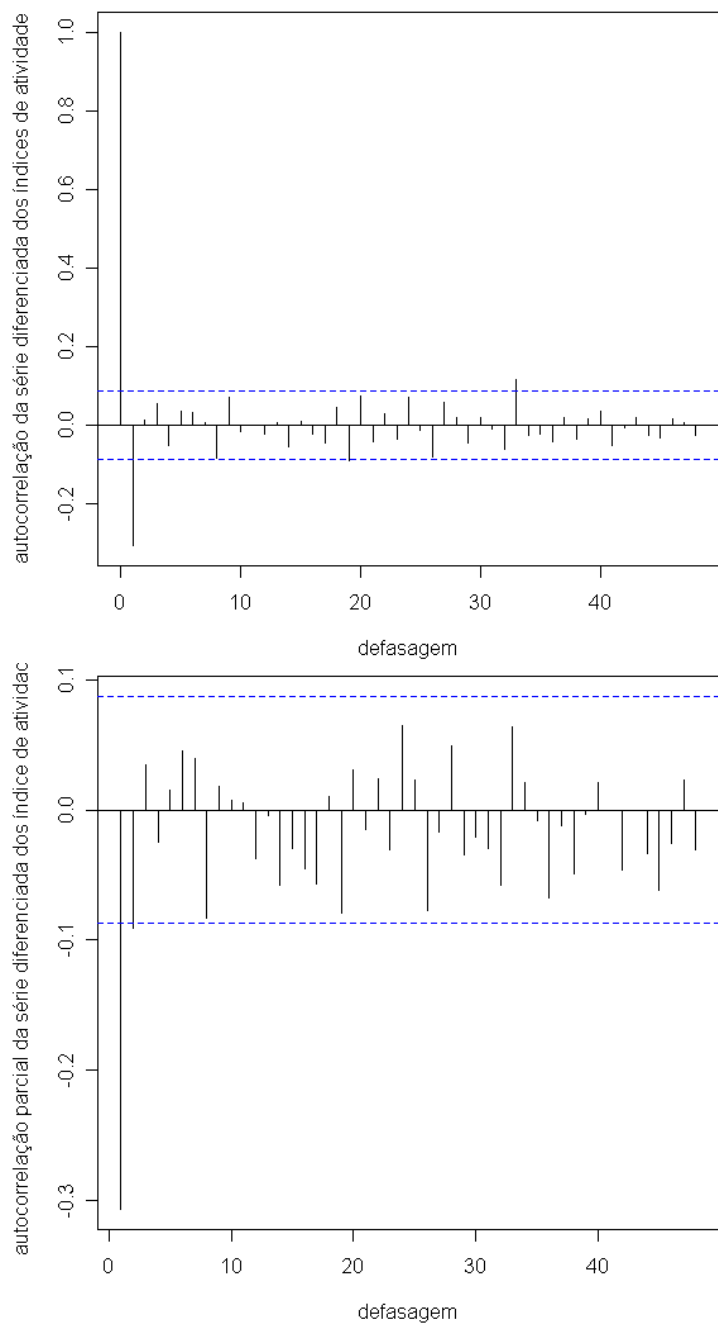 autocorrelação da série diferenciada dos índices de atividade
1.0
0.8
0.6
0.4
0.2
0.0
-0.2
0 10 20 30 40
defasagem
autocorrelação parcial da série diferenciada dos índice de atividac
0.1
0.0
-0.1
-0.2
-0.3
0 10 20 30 40
defasagem